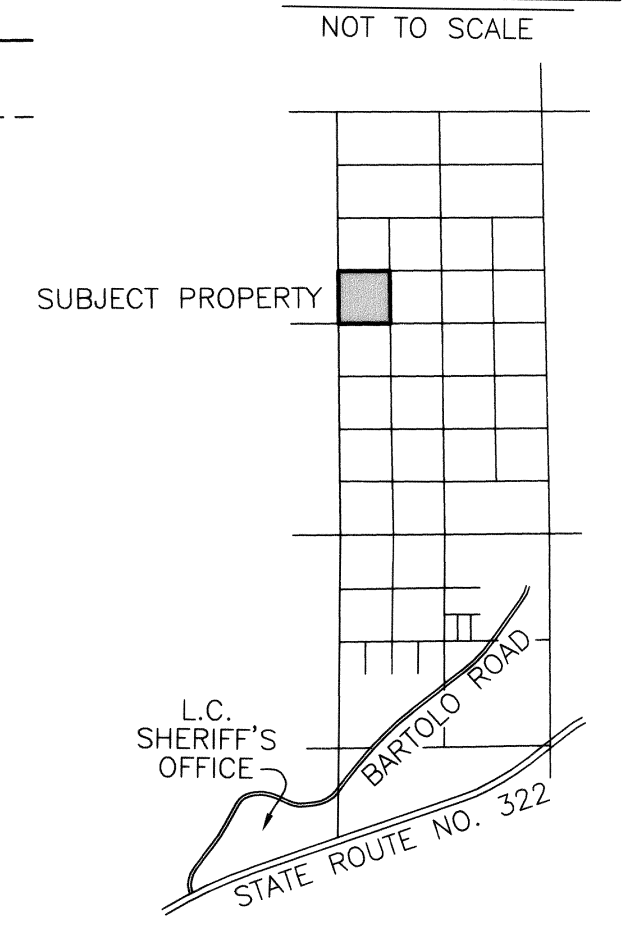 NOT TO SCALE
SUBJECT PROPERTY
L.C.
SHERIFF'S
OFFICE
BARTOLO ROAD
STATE ROUTE NO. 322